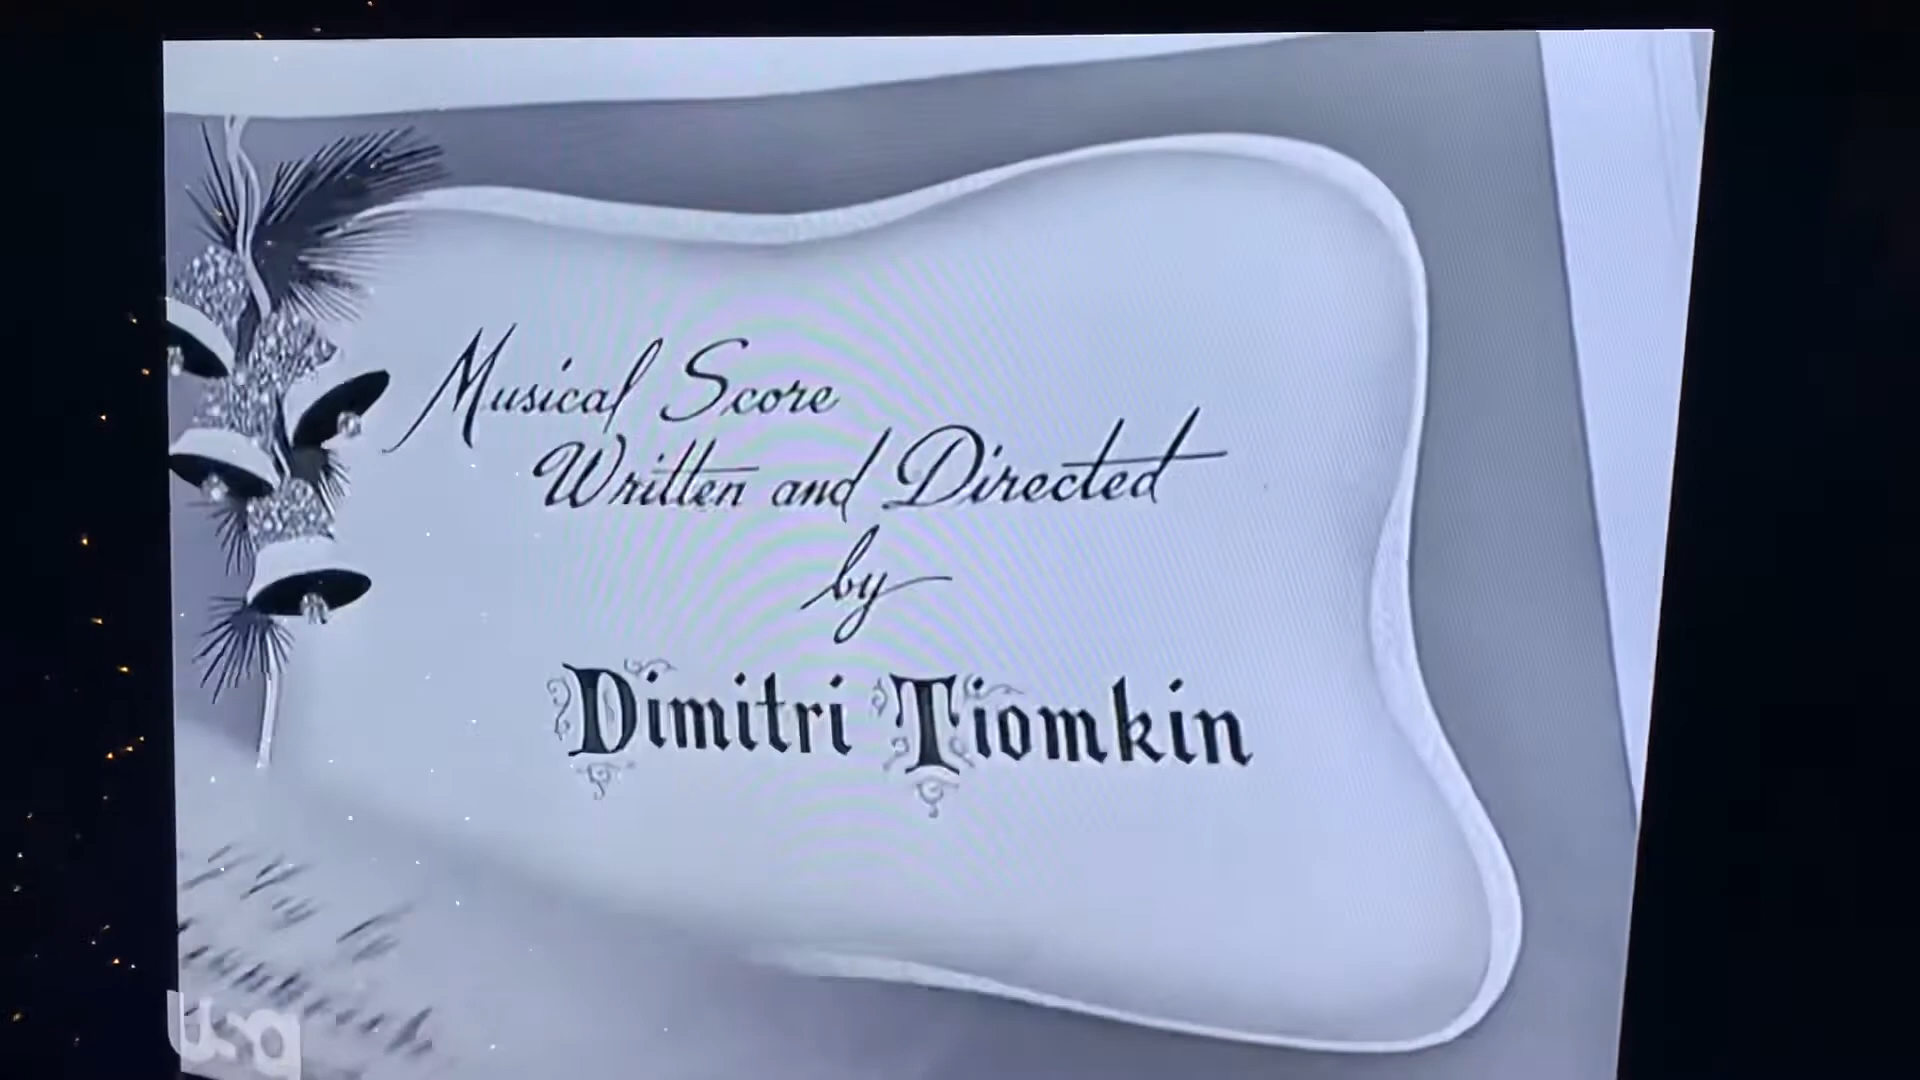 Musical Score
Written and Directed
by
Dimitri Tiomkin
usa